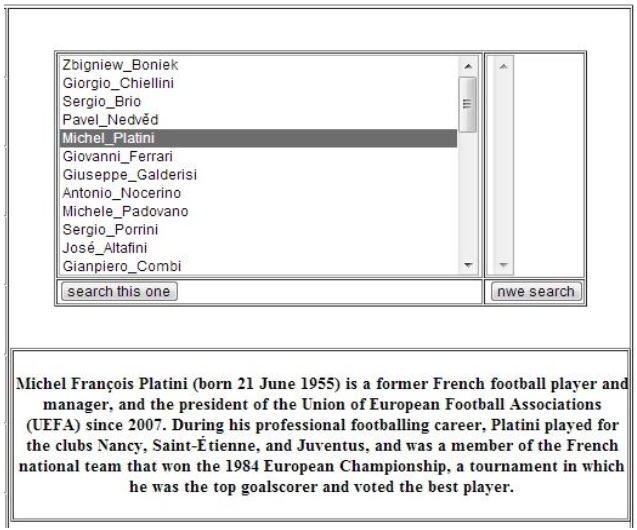 Zbigniew_Boniek
Giorgio_Chiellini
Sergio_Brio
Pavel_Nedvěd
Michel_Platini
Giovanni_Ferrari
Giuseppe_Galderisi
Antonio_Nocerino
Michele_Padovano
Sergio_Porrini
José_Altafini
Gianpiero_Combi
search this one
nwe search
Michel François Platini (born 21 June 1955) is a former French football player and
manager, and the president of the Union of European Football Associations
(UEFA) since 2007. During his professional footballing career, Platini played for
the clubs Nancy, Saint-Étienne, and Juventus, and was a member of the French
national team that won the 1984 European Championship, a tournament in which
he was the top goalscorer and voted the best player.